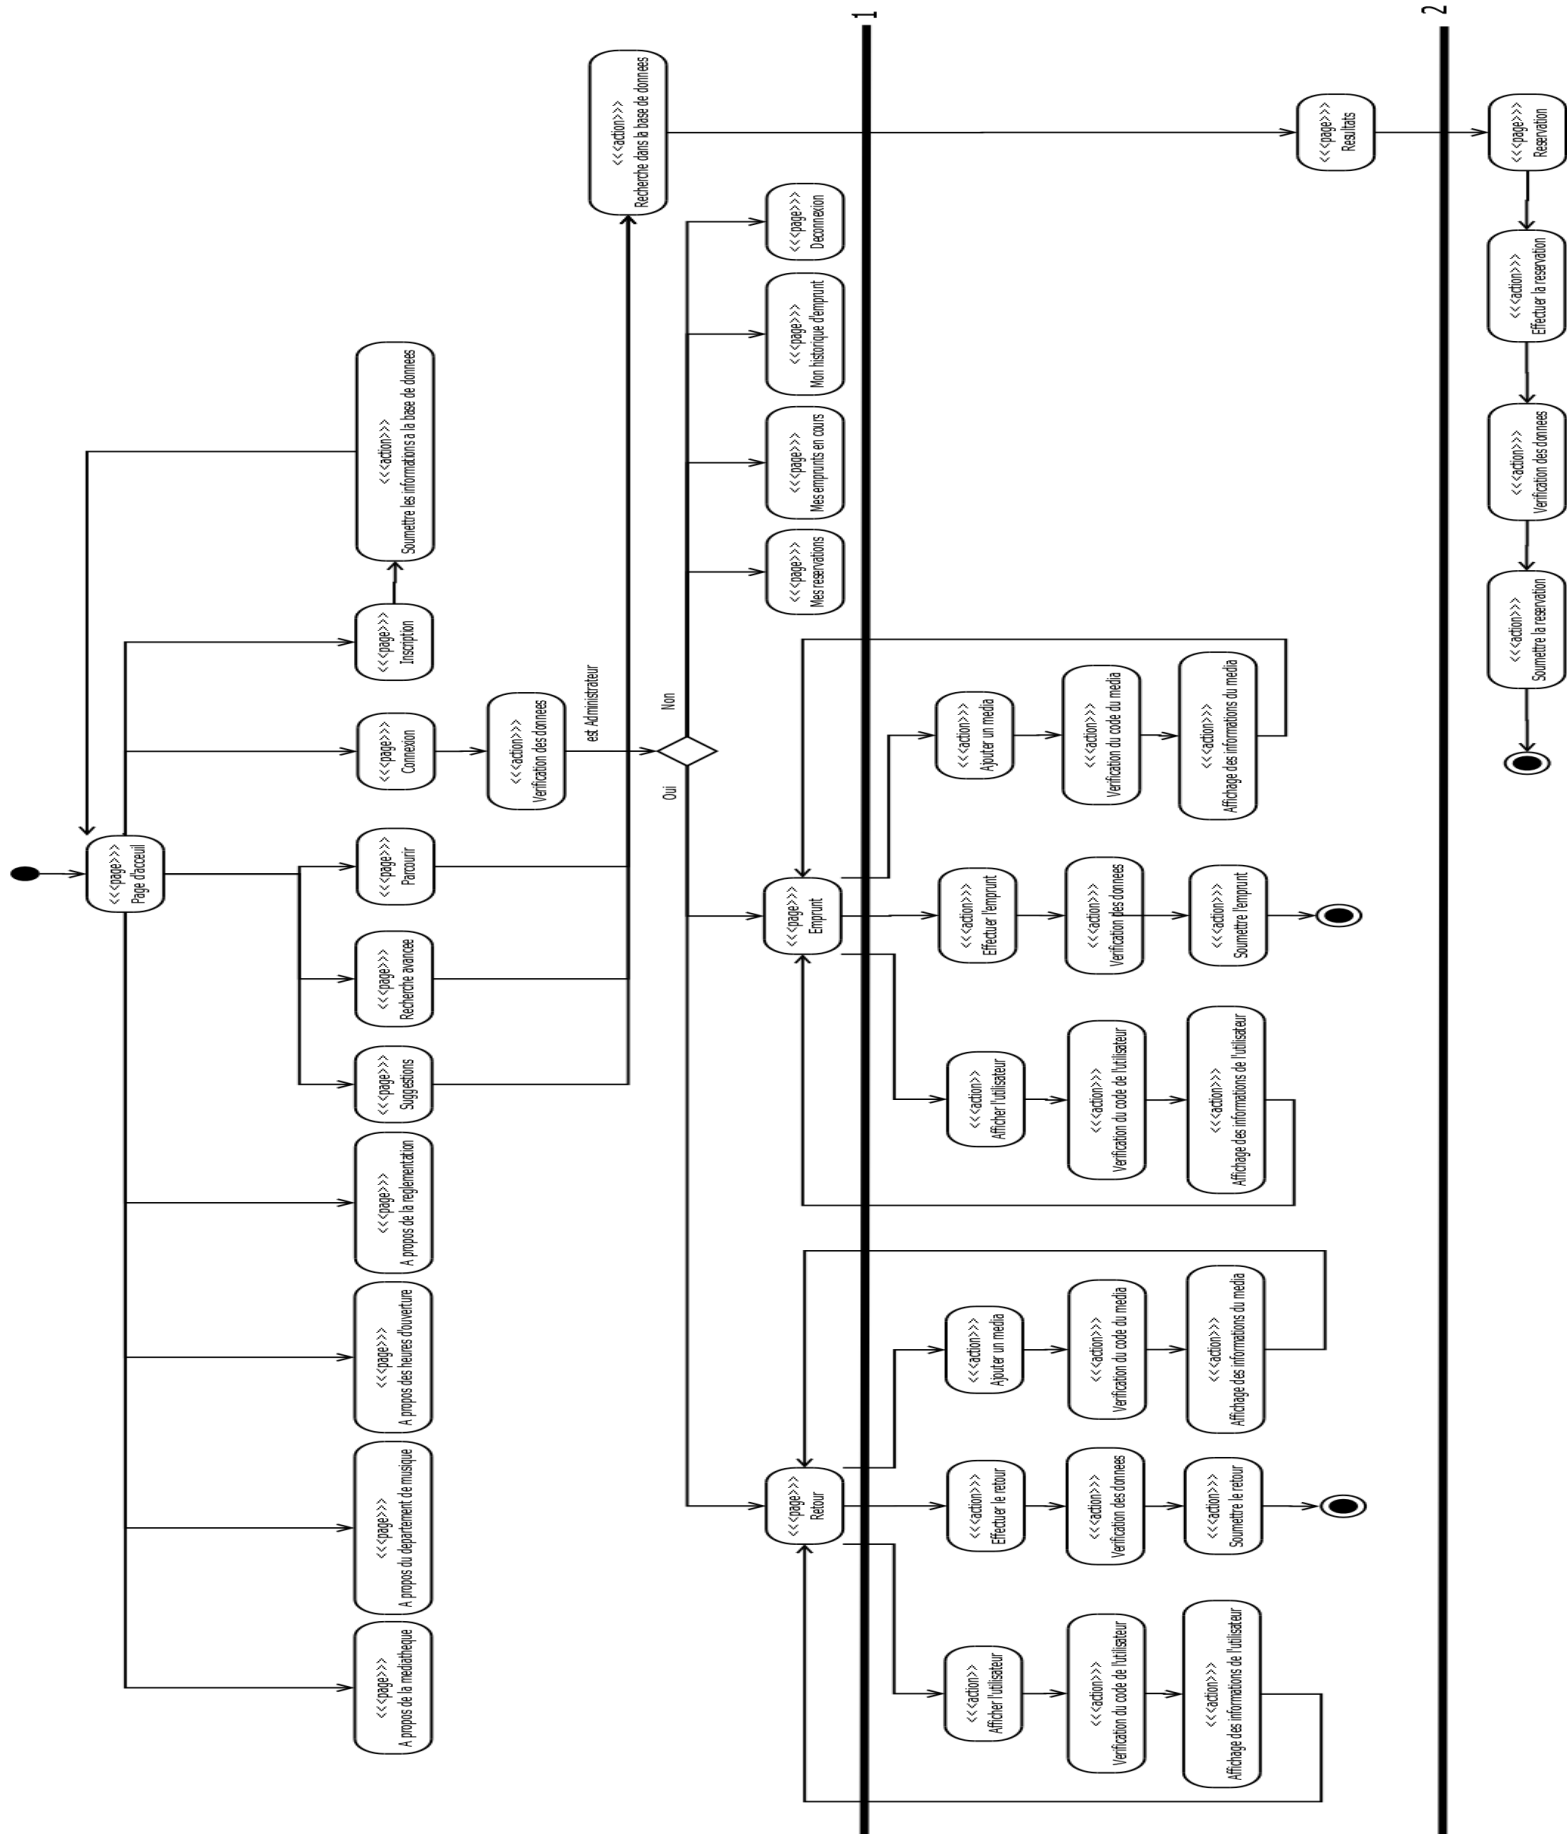 <<<page>>>
Page d'acceuil
<<<page>>>
A propos de la mediatheque
<<<page>>>
A propos du departement de musique
<<<page>>>
A propos des heures d'ouverture
<<<page>>>
A propos de la reglementation
<<<page>>>
Suggestions
<<<page>>>
Recherche avancee
<<<page>>>
Parcourir
<<<page>>>
Connexion
<<<page>>>
Inscription
<<<action>>>
Soumettre les informations a la base de donnees
<<<action>>>
Verification des donnees
est Administrateur
<<<action>>>
Recherche dans la base de donnees
Oui
Non
<<<page>>>
Retour
<<<page>>>
Emprunt
<<<page>>>
Mes reservations
<<<page>>>
Mes emprunts en cours
<<<page>>>
Mon historique d'emprunt
<<<page>>>
Deconnexion
1
<<<action>>
Afficher l'utilisateur
<<<action>>>
Effectuer le retour
<<<action>>>
Ajouter un media
<<<action>>
Afficher l'utilisateur
<<<action>>>
Effectuer l'emprunt
<<<action>>>
Ajouter un media
<<<action>>>
Verification du code de l'utilisateur
<<<action>>>
Verification des donnees
<<<action>>>
Verification du code du media
<<<action>>>
Verification du code de l'utilisateur
<<<action>>>
Verification des donnees
<<<action>>>
Verification du code du media
<<<action>>>
Affichage des informations de l'utilisateur
<<<action>>>
Soumettre le retour
<<<action>>>
Affichage des informations du media
<<<action>>>
Affichage des informations de l'utilisateur
<<<action>>>
Soumettre l'emprunt
<<<action>>>
Affichage des informations du media
<<<page>>>
Resultats
2
<<<page>>>
Reservation
<<<action>>>
Effectuer la reservation
<<<action>>>
Verification des donnees
<<<action>>>
Soumettre la reservation